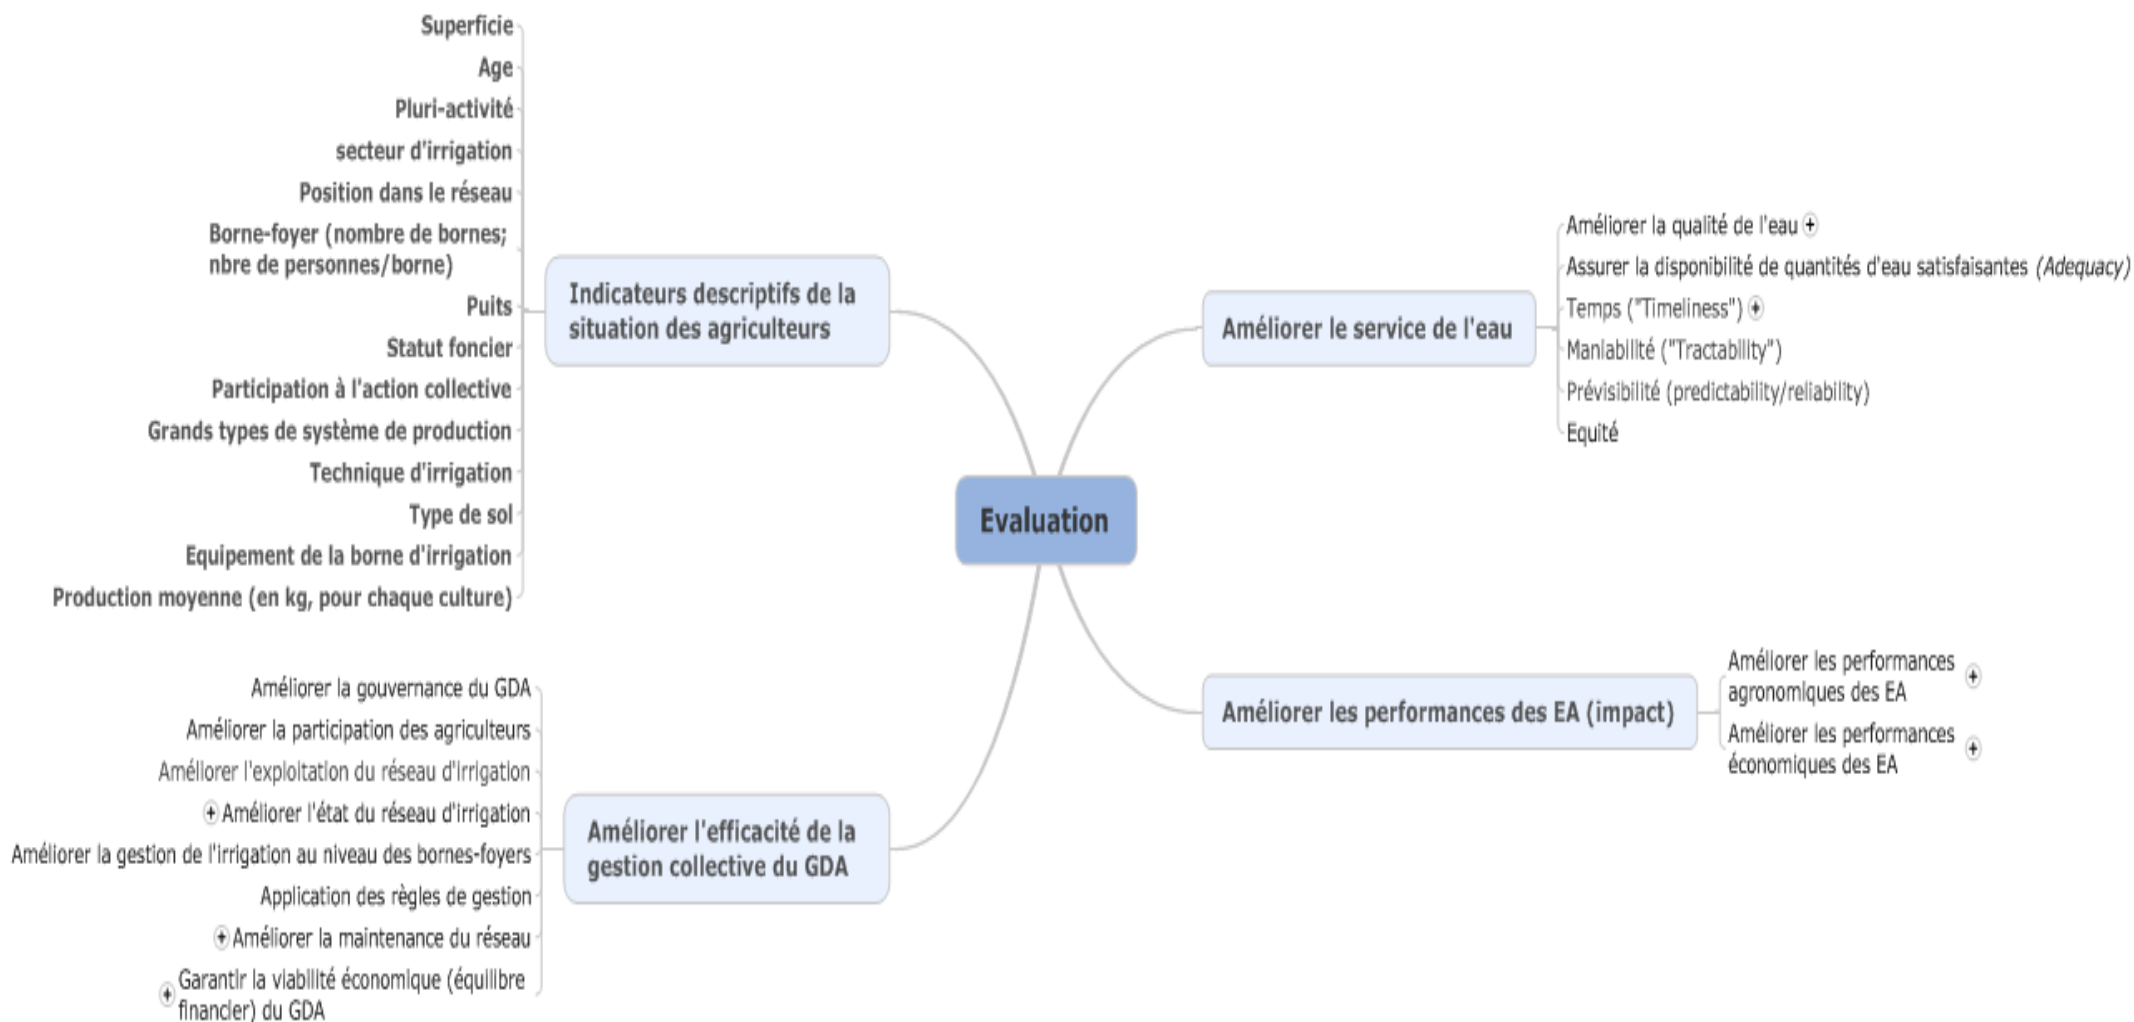 Superficie
Age
Pluri-activité
secteur d'irrigation
Position dans le réseau
Borne-foyer (nombre de bornes;
nbre de personnes/borne)
Puits
Statut foncier
Participation à l'action collective
Grands types de système de production
Technique d'irrigation
Type de sol
Equipement de la borne d'irrigation
Production moyenne (en kg, pour chaque culture)
Indicateurs descriptifs de la
situation des agriculteurs
Améliorer la gouvernance du GDA
Améliorer la participation des agriculteurs
Améliorer l'exploitation du réseau d'irrigation
Améliorer l'état du réseau d'irrigation
Améliorer la gestion de l'irrigation au niveau des bornes-foyers
Application des règles de gestion
Améliorer la maintenance du réseau
Garantir la viabilité économique (équilibre
financier) du GDA
Améliorer l'efficacité de la
gestion collective du GDA
Evaluation
Améliorer le service de l'eau
Améliorer la qualité de l'eau
Assurer la disponibilité de quantités d'eau satisfaisantes (Adequacy)
Temps ("Timeliness")
Maniabilité ("Tractability")
Prévisibilité (predictability/reliability)
Equité
Améliorer les performances des EA (impact)
Améliorer les performances
agronomiques des EA
Améliorer les performances
économiques des EA